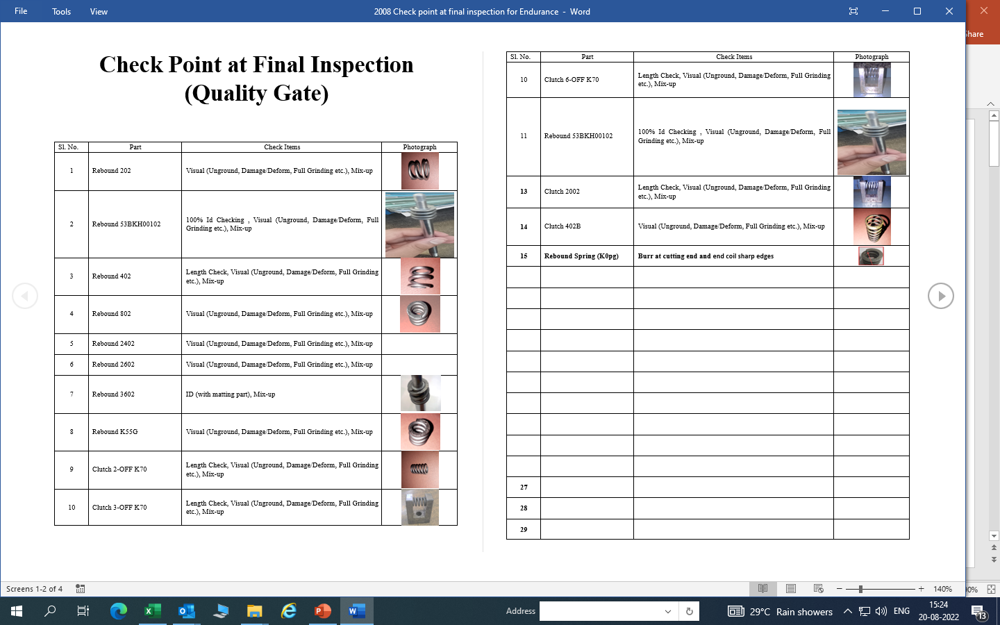 File Tools View 2008 Check point at final inspection for Endurance - Word
Share
Check Point at Final Inspection
(Quality Gate)
Sl. No. Part Check Items Photograph
1 Rebound 202 Visual (Unground, Damage/Deform, Full Grinding etc.), Mix-up
2 Rebound 53BKH00102 100% Id Checking , Visual (Unground, Damage/Deform, Full
Grinding etc.), Mix-up
3 Rebound 402 Length Check, Visual (Unground, Damage/Deform, Full Grinding
etc.), Mix-up
4 Rebound 802 Visual (Unground, Damage/Deform, Full Grinding etc.), Mix-up
5 Rebound 2402 Visual (Unground, Damage/Deform, Full Grinding etc.), Mix-up
6 Rebound 2602 Visual (Unground, Damage/Deform, Full Grinding etc.), Mix-up
7 Rebound 3602 ID (with matting part), Mix-up
8 Rebound K55G Visual (Unground, Damage/Deform, Full Grinding etc.), Mix-up
9 Clutch 2-OFF K70 Length Check, Visual (Unground, Damage/Deform, Full Grinding
etc.), Mix-up
10 Clutch 3-OFF K70 Length Check, Visual (Unground, Damage/Deform, Full Grinding
etc.), Mix-up
Sl. No. Part Check Items Photograph
10 Clutch 6-OFF K70 Length Check, Visual (Unground, Damage/Deform, Full Grinding
etc.), Mix-up
11 Rebound 53BKH00102 100% Id Checking , Visual (Unground, Damage/Deform, Full
Grinding etc.), Mix-up
13 Clutch 2002 Length Check, Visual (Unground, Damage/Deform, Full Grinding
etc.), Mix-up
14 Clutch 402B Visual (Unground, Damage/Deform, Full Grinding etc.), Mix-up
15 Rebound Spring (K0pg) Burr at cutting end and end coil sharp edges
27
28
29
Screens 1-2 of 4 140%
Address 29°C Rain showers ENG 15:24
20-08-2022 13